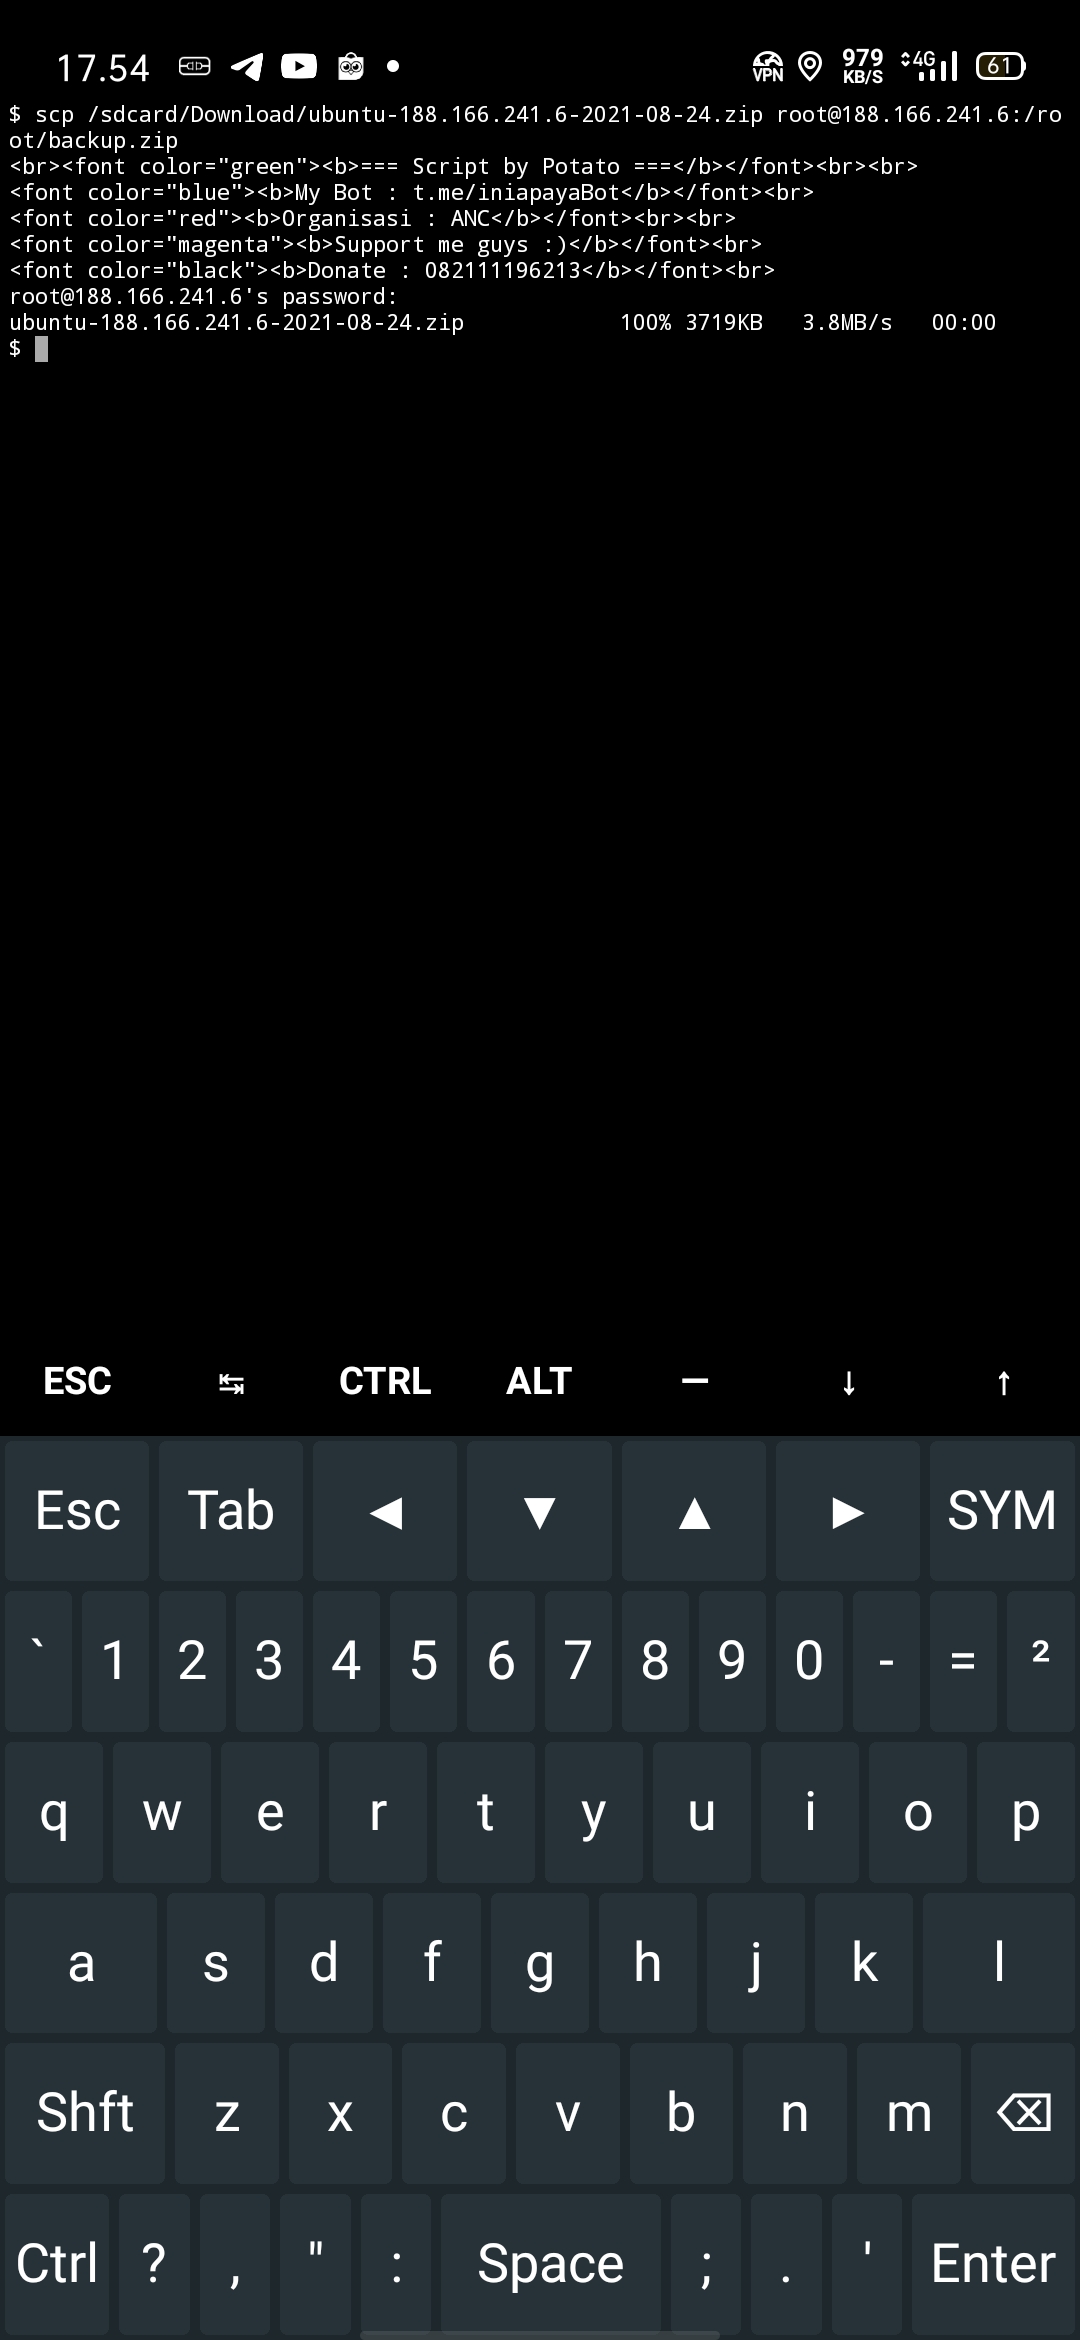 17.54 VPN 979 KB/S 4G 61
$ scp /sdcard/Download/ubuntu-188.166.241.6-2021-08-24.zip root@188.166.241.6:/ro
ot/backup.zip
<br><font color="green"><b>=== Script by Potato ===</b></font><br><br>
<font color="blue"><b>My Bot : t.me/iniapayaBot</b></font><br>
<font color="red"><b>Organisasi : ANC</b></font><br><br>
<font color="magenta"><b>Support me guys :)</b></font><br>
<font color="black"><b>Donate : 082111196213</b></font><br>
root@188.166.241.6's password:
ubuntu-188.166.241.6-2021-08-24.zip 100% 3719KB 3.8MB/s 00:00
$
ESC ↹ CTRL ALT — ↓ ↑
Esc Tab ◀ ▼ ▲ ▶ SYM
` 1 2 3 4 5 6 7 8 9 0 - = ²
q w e r t y u i o p
a s d f g h j k l
Shft z x c v b n m ⌫
Ctrl ? , " : Space ; . ' Enter